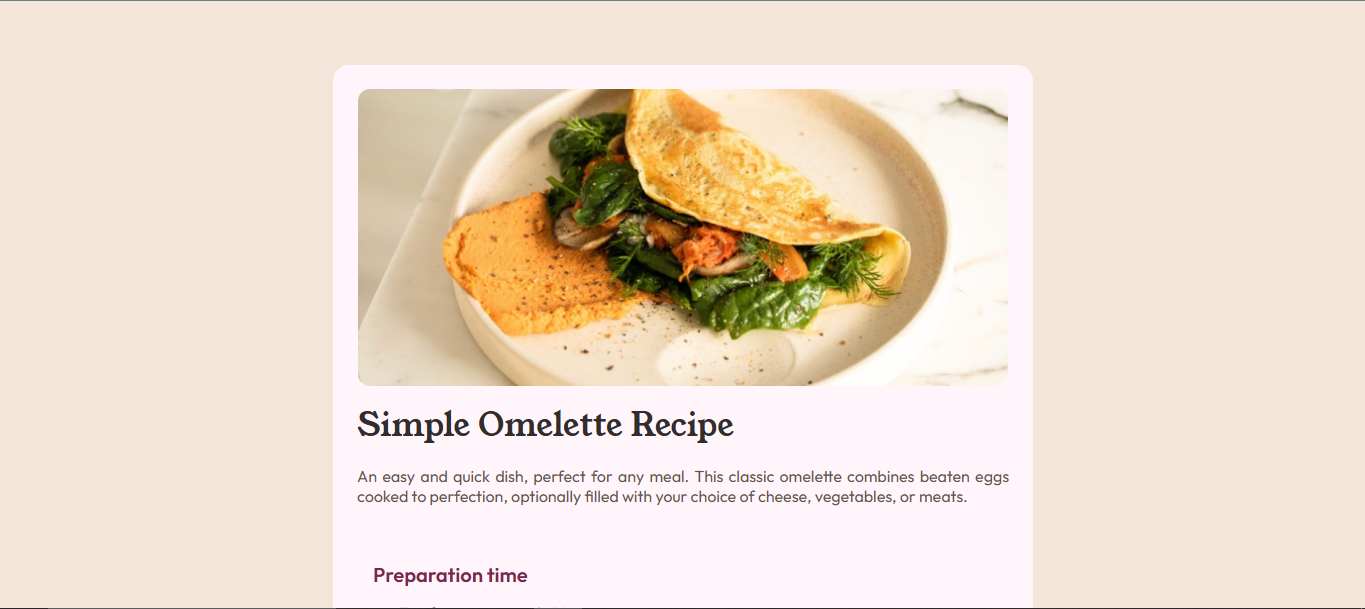 Simple Omelette Recipe
An easy and quick dish, perfect for any meal. This classic omelette combines beaten eggs
cooked to perfection, optionally filled with your choice of cheese, vegetables, or meats.
Preparation time